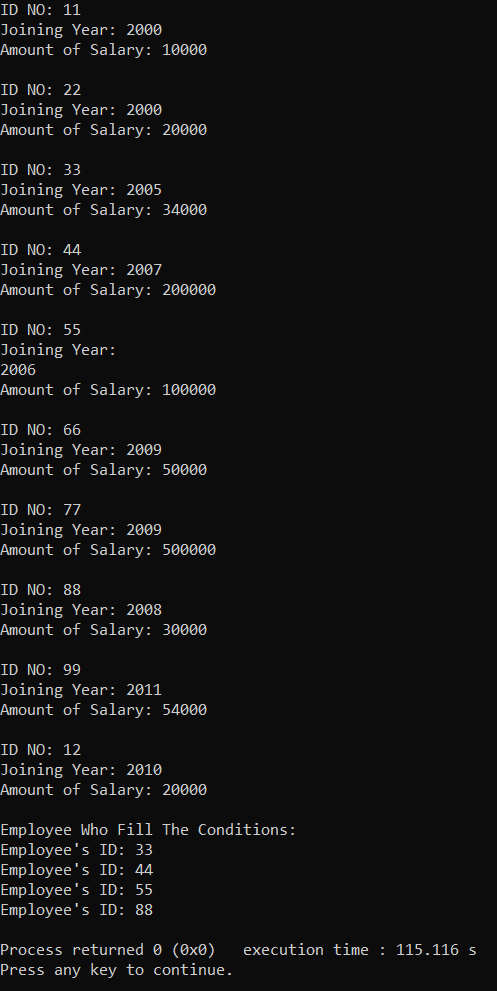 ID NO: 11
Joining Year: 2000
Amount of Salary: 10000
ID NO: 22
Joining Year: 2000
Amount of Salary: 20000
ID NO: 33
Joining Year: 2005
Amount of Salary: 34000
ID NO: 44
Joining Year: 2007
Amount of Salary: 200000
ID NO: 55
Joining Year:
2006
Amount of Salary: 100000
ID NO: 66
Joining Year: 2009
Amount of Salary: 50000
ID NO: 77
Joining Year: 2009
Amount of Salary: 500000
ID NO: 88
Joining Year: 2008
Amount of Salary: 30000
ID NO: 99
Joining Year: 2011
Amount of Salary: 54000
ID NO: 12
Joining Year: 2010
Amount of Salary: 20000
Employee Who Fill The Conditions:
Employee's ID: 33
Employee's ID: 44
Employee's ID: 55
Employee's ID: 88
Process returned 0 (0x0)   execution time : 115.116 s
Press any key to continue.